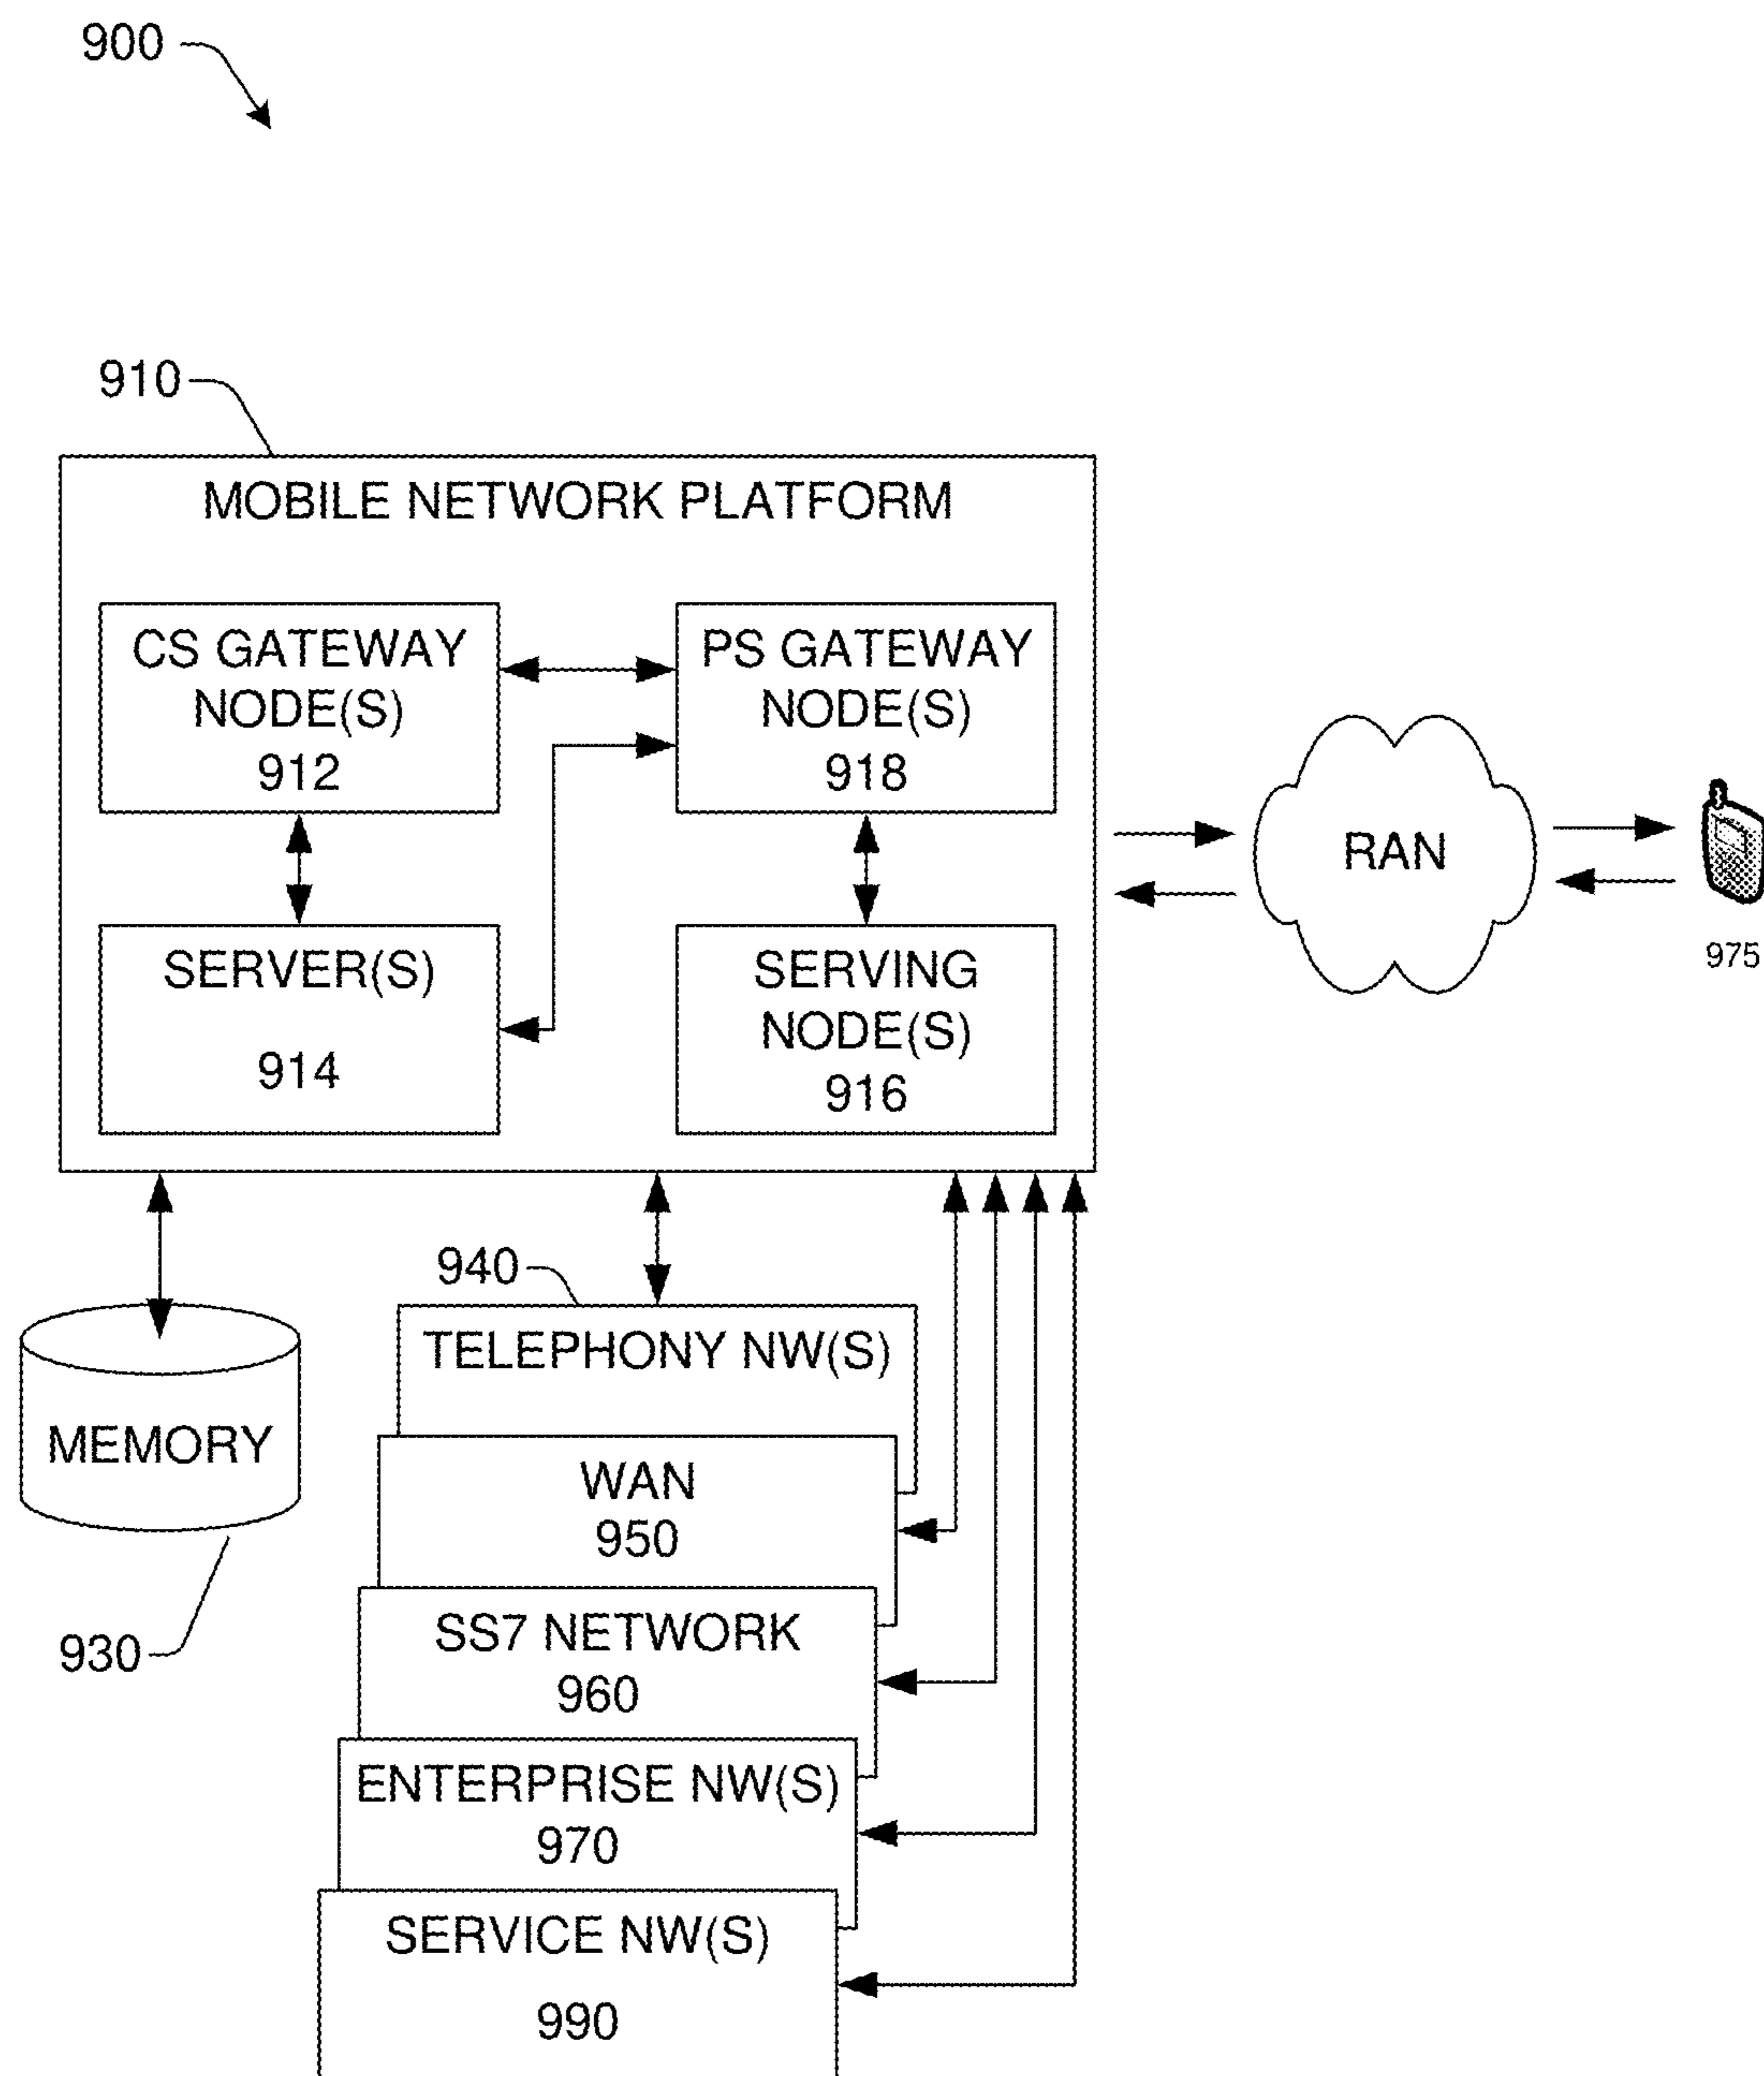 900
910
MOBILE NETWORK PLATFORM
CS GATEWAY
NODE(S)
912
PS GATEWAY
NODE(S)
918
SERVER(S)
914
SERVING
NODE(S)
916
RAN
975
940
TELEPHONY NW(S)
MEMORY
930
WAN
950
SS7 NETWORK
960
ENTERPRISE NW(S)
970
SERVICE NW(S)
990